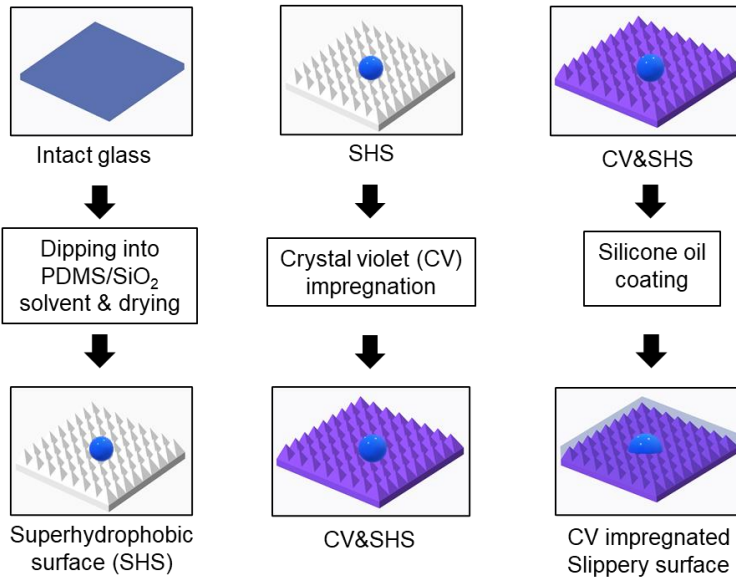 Intact glass
SHS
CV&SHS
Dipping into
PDMS/SiO₂
solvent & drying
Crystal violet (CV)
impregnation
Silicone oil
coating
Superhydrophobic
surface (SHS)
CV&SHS
CV impregnated
Slippery surface